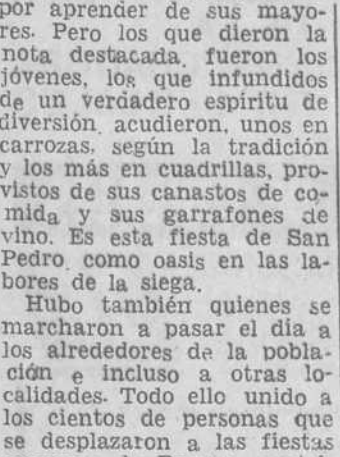 por aprender de sus mayo-
res. Pero los que dieron la
nota destacada, fueron los
jóvenes, los que infundidos
de un verdadero espíritu de
diversión, acudieron, unos en
carrozas, según la tradición
y los más en cuadrillas, pro-
vistos de sus canastos de co-
mida y sus garrafones de
vino. Es esta fiesta de San
Pedro, como oasis en las la-
bores de la siega.
Hubo también quienes se
marcharon a pasar el día a
los alrededores de la pobla-
ción e incluso a otras lo-
calidades. Todo ello unido a
los cientos de personas que
se desplazaron a las fiestas